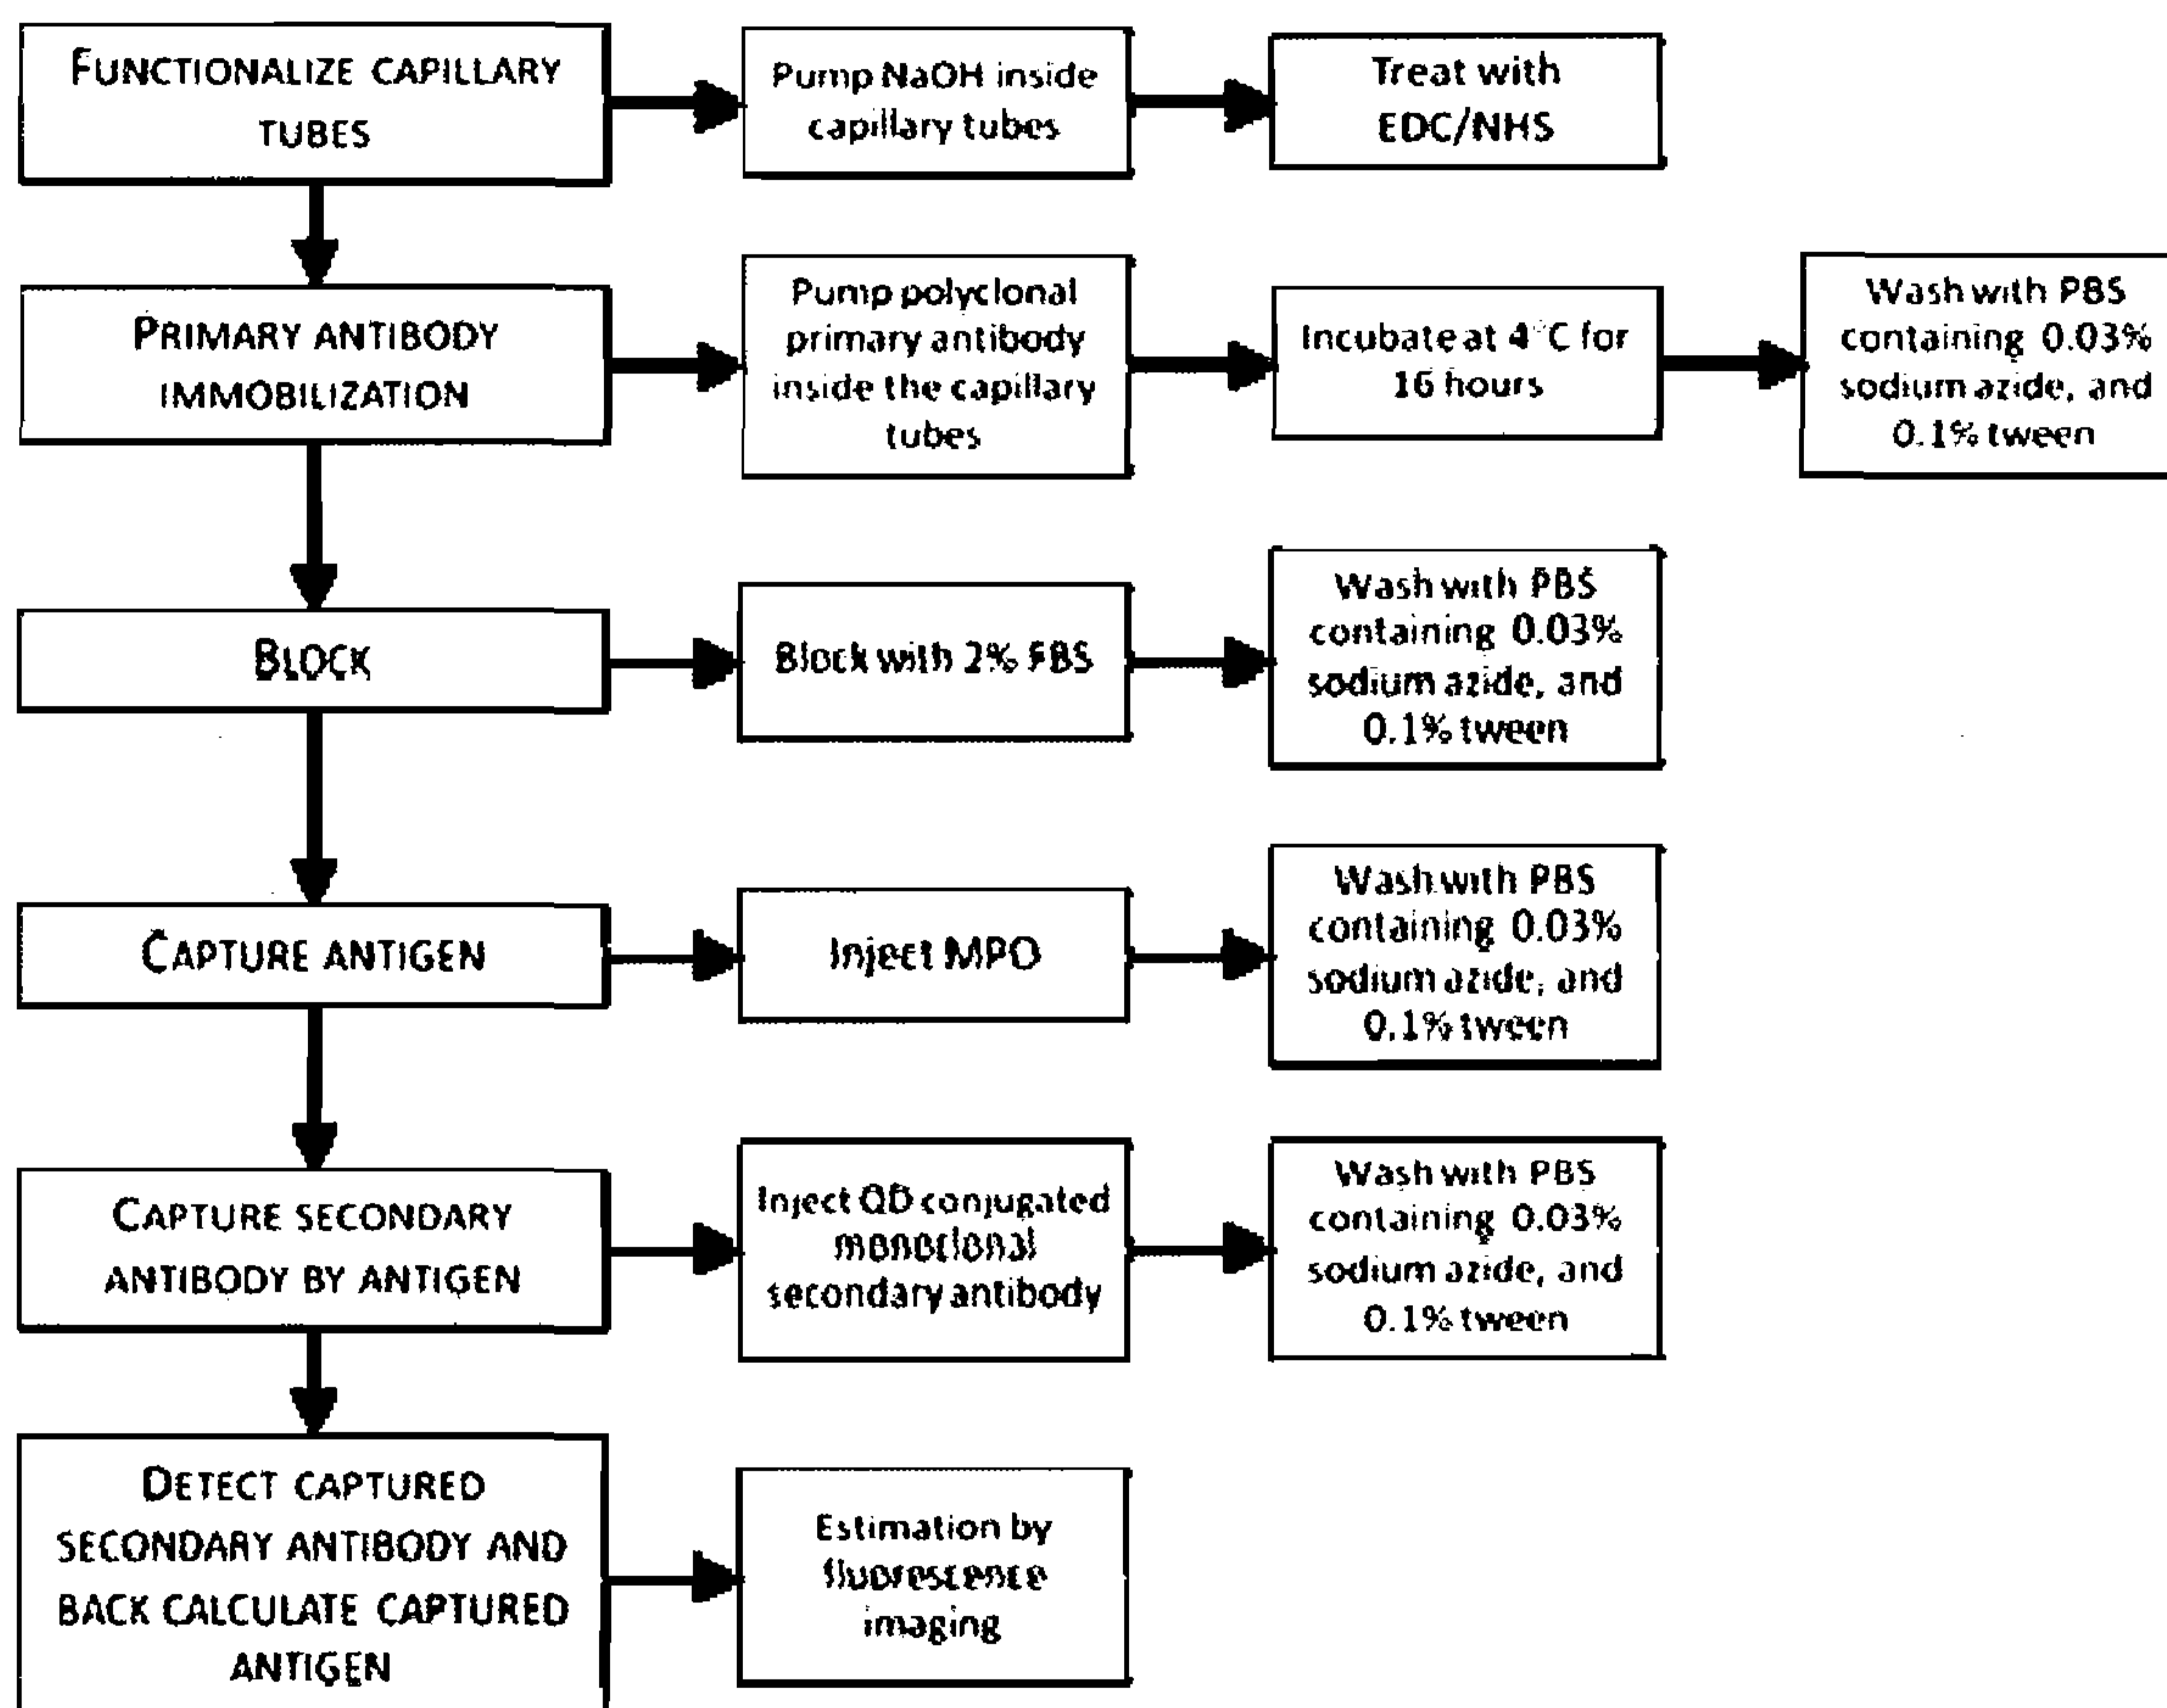 FUNCTIONALIZE CAPILLARY
TUBES
Pump NaOH inside
capillary tubes
Treat with
EDC/NHS
PRIMARY ANTIBODY
IMMOBILIZATION
Pump polyclonal
primary antibody
inside the capillary
tubes
Incubate at 4°C for
16 hours
Wash with PBS
containing 0.03%
sodium azide, and
0.1% tween
BLOCK
Block with 2% FBS
Wash with PBS
containing 0.03%
sodium azide, and
0.1% tween
CAPTURE ANTIGEN
Inject MPO
Wash with PBS
containing 0.03%
sodium azide, and
0.1% tween
CAPTURE SECONDARY
ANTIBODY BY ANTIGEN
Inject QD conjugated
monoclonal
secondary antibody
Wash with PBS
containing 0.03%
sodium azide, and
0.1% tween
DETECT CAPTURED
SECONDARY ANTIBODY AND
BACK CALCULATE CAPTURED
ANTIGEN
Estimation by
fluorescence
imaging